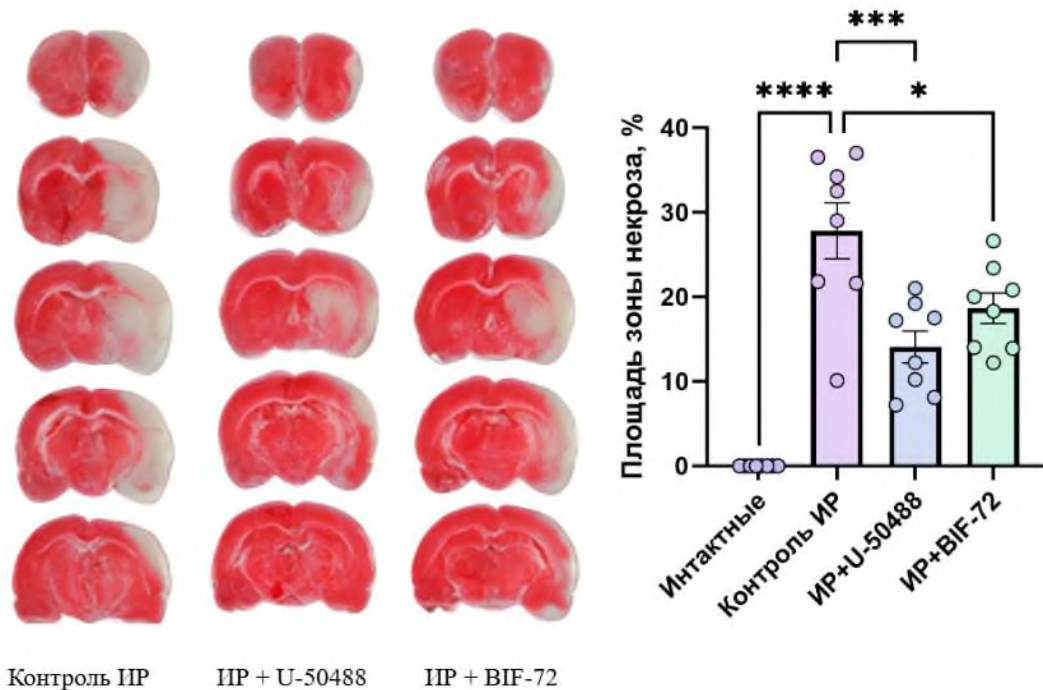 ***
****
*
Площадь зоны некроза, %
40
30
20
10
0
Интактные
Контроль ИР
ИР+U-50488
ИР+BIF-72
Контроль ИР
ИР + U-50488
ИР + BIF-72